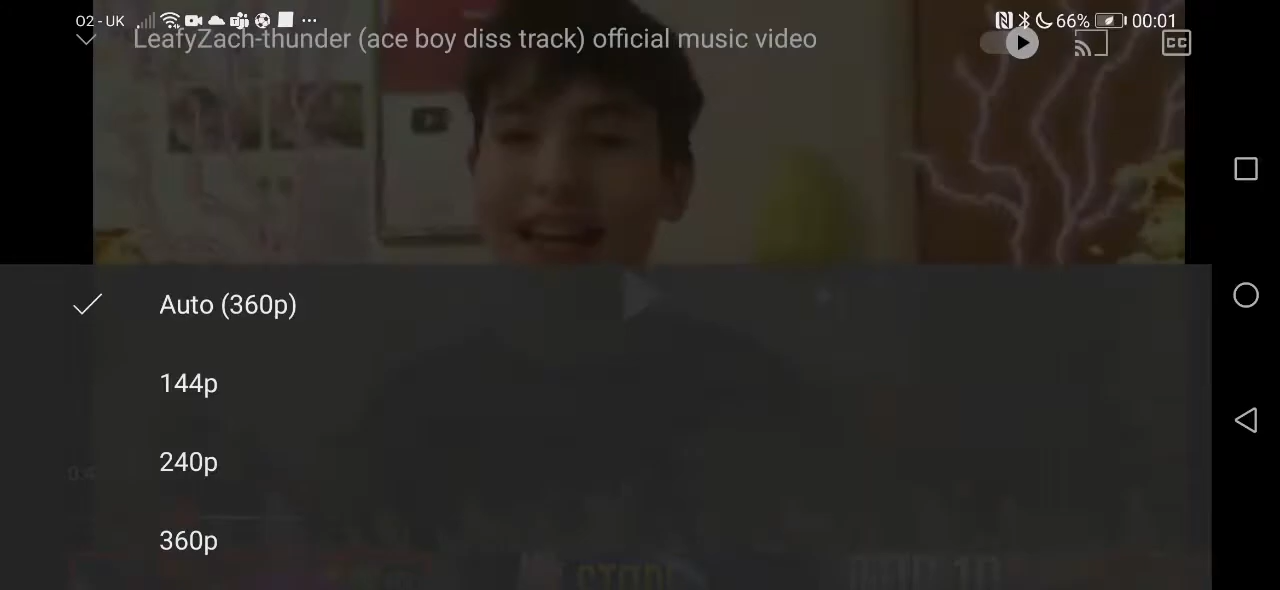 O2 - UK 66% 00:01
LeafyZach-thunder (ace boy diss track) official music video
CC
Auto (360p)
144p
240p
360p